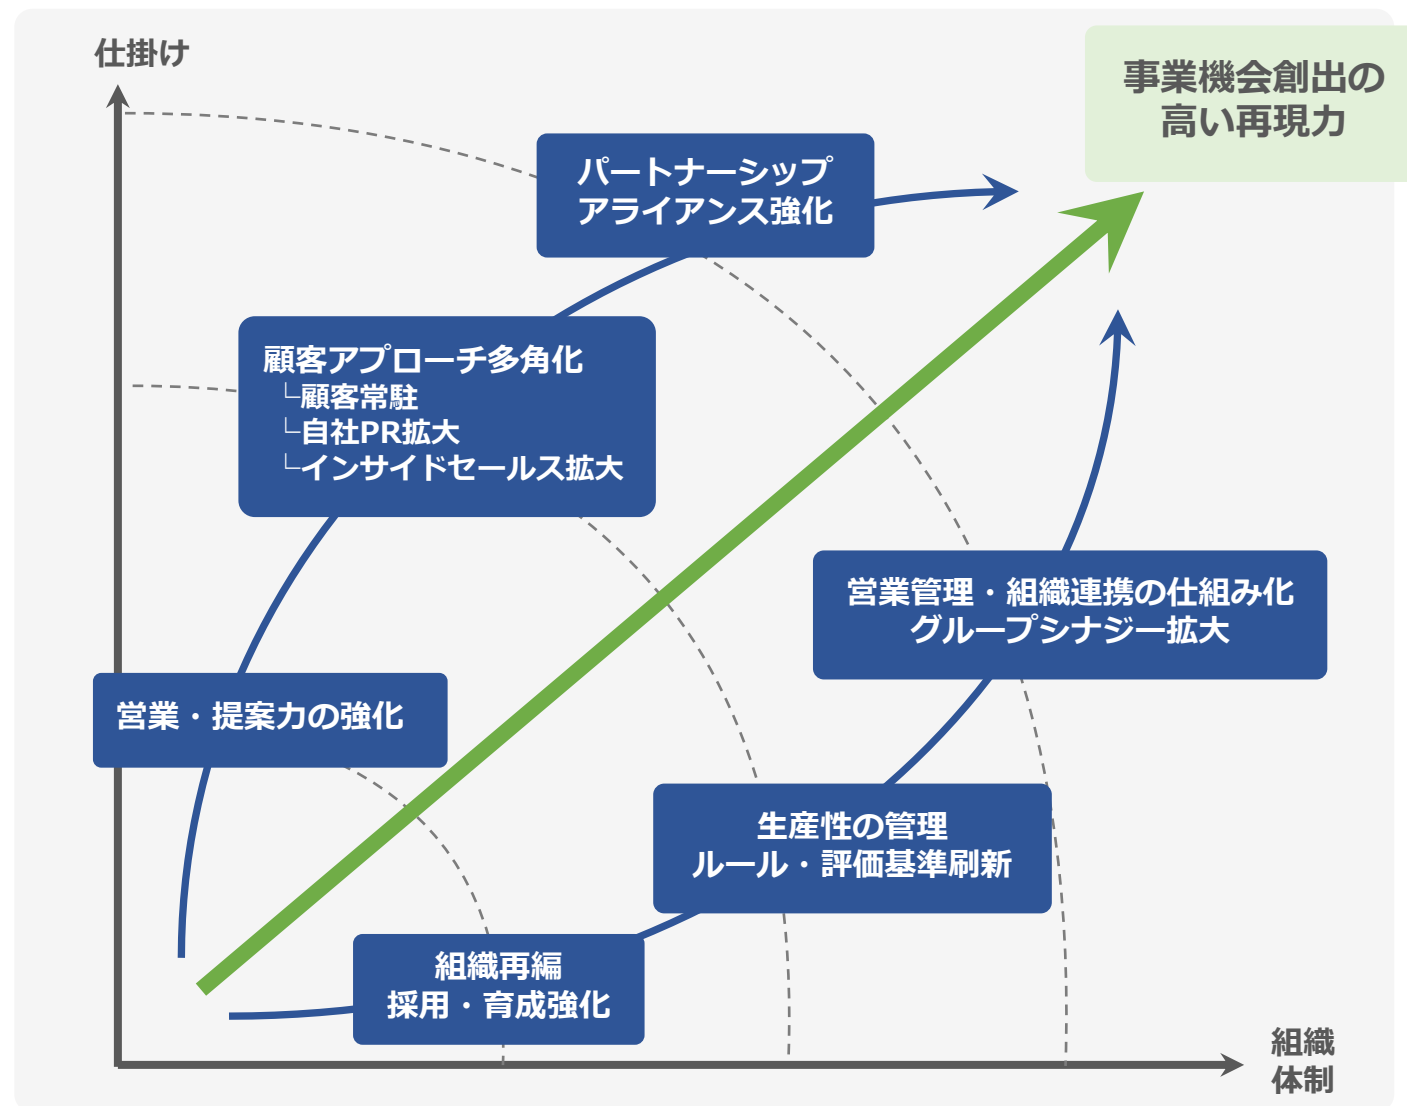 仕掛け
事業機会創出の
高い再現力
パートナーシップ
アライアンス強化
顧客アプローチ多角化
└顧客常駐
└自社PR拡大
└インサイドセールス拡大
営業管理・組織連携の仕組み化
グループシナジー拡大
営業・提案力の強化
生産性の管理
ルール・評価基準刷新
組織再編
採用・育成強化
組織
体制